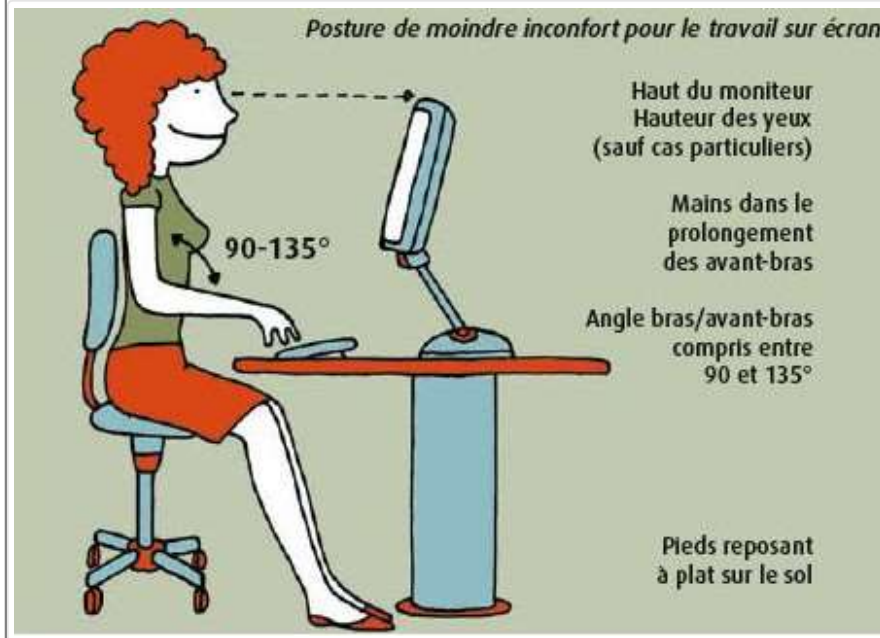 Posture de moindre inconfort pour le travail sur écran
Haut du moniteur
Hauteur des yeux
(sauf cas particuliers)
Mains dans le
prolongement
des avant-bras
90-135°
Angle bras/avant-bras
compris entre
90 et 135°
Pieds reposant
à plat sur le sol